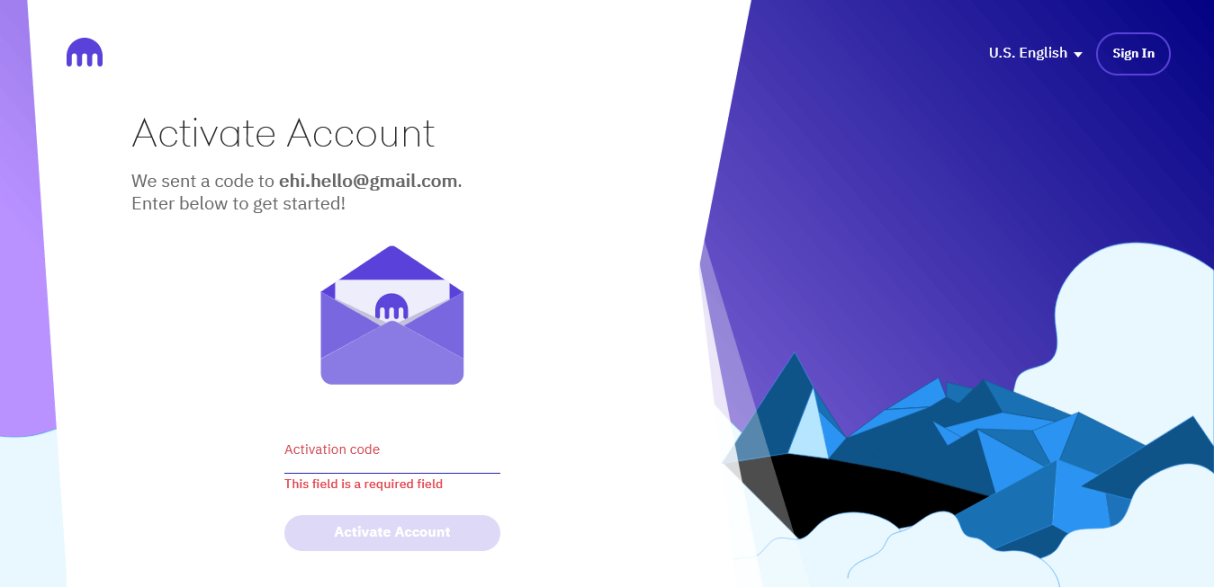 U.S. English
Sign In
Activate Account
We sent a code to ehi.hello@gmail.com.
Enter below to get started!
Activation code
This field is a required field
Activate Account